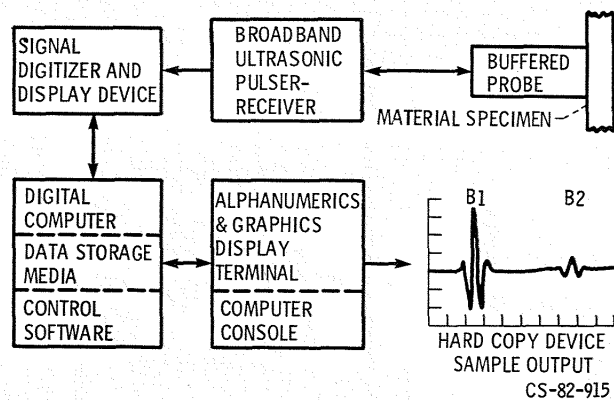 SIGNAL
DIGITIZER AND
DISPLAY DEVICE
BROADBAND
ULTRASONIC
PULSER-
RECEIVER
BUFFERED
PROBE
MATERIAL SPECIMEN
DIGITAL
COMPUTER
DATA STORAGE
MEDIA
CONTROL
SOFTWARE
ALPHANUMERICS
& GRAPHICS
DISPLAY
TERMINAL
COMPUTER
CONSOLE
B1 B2
HARD COPY DEVICE
SAMPLE OUTPUT
CS-82-915